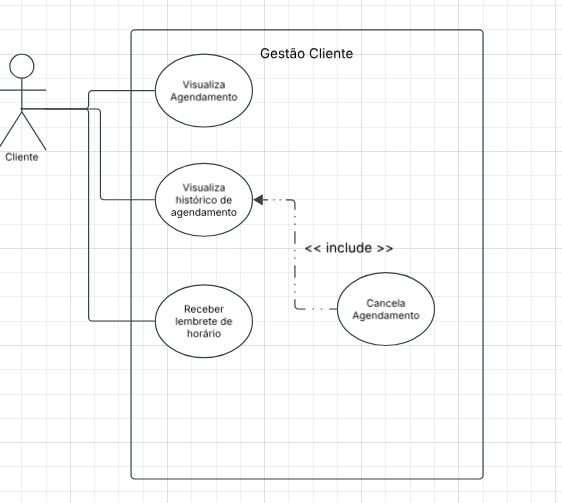 Gestão Cliente
Visualiza
Agendamento
Cliente
Visualiza
histórico de
agendamento
<< include >>
Cancela
Agendamento
Receber
lembrete de
horário